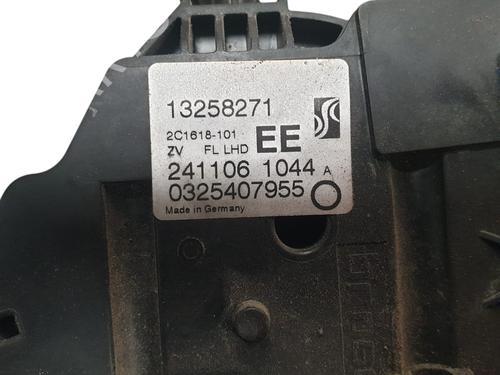 13258271
2C1618-101
ZV FL LHD EE
241106 1044 A
0325407955
Made in Germany